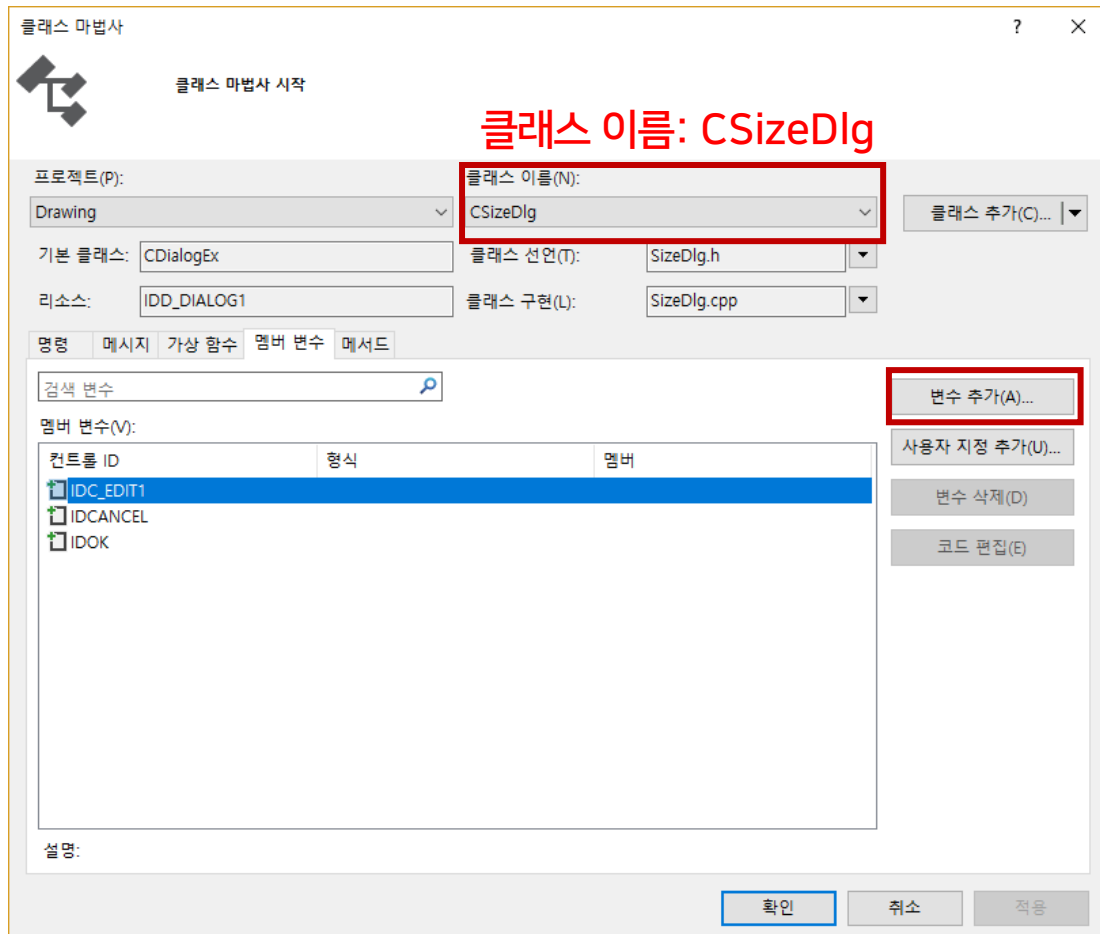 클래스 마법사
?
클래스 마법사 시작
클래스 이름: CSizeDlg
프로젝트(P):
클래스 이름(N):
Drawing
CSizeDlg
클래스 추가(C)...
기본 클래스:
CDialogEx
클래스 선언(T):
SizeDlg.h
리소스:
IDD_DIALOG1
클래스 구현(L):
SizeDlg.cpp
명령
메시지
가상 함수
멤버 변수
메서드
검색 변수
변수 추가(A)...
멤버 변수(V):
사용자 지정 추가(U)...
컨트롤 ID
형식
멤버
IDC_EDIT1
변수 삭제(D)
IDCANCEL
IDOK
코드 편집(E)
설명:
확인
취소
적용